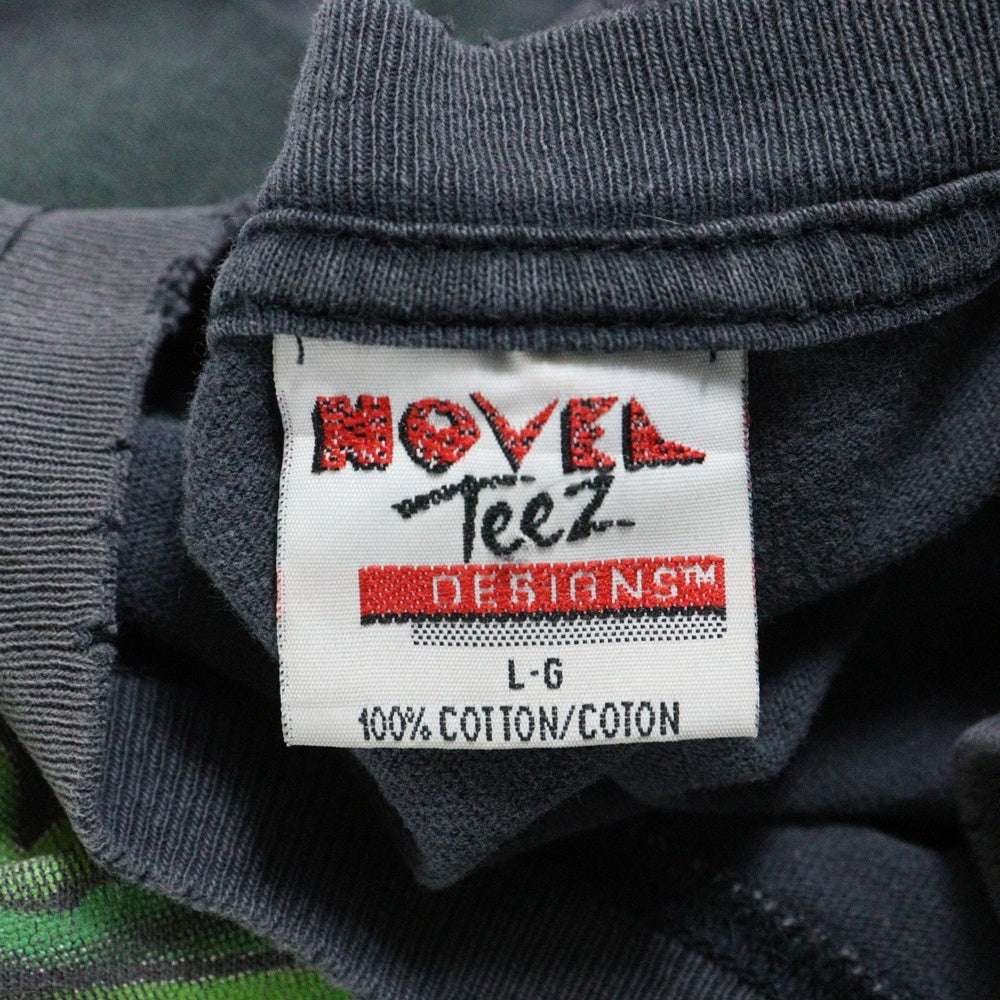 NOVEL
TeeZ
DESIGNS™
L-G
100% COTTON/COTON